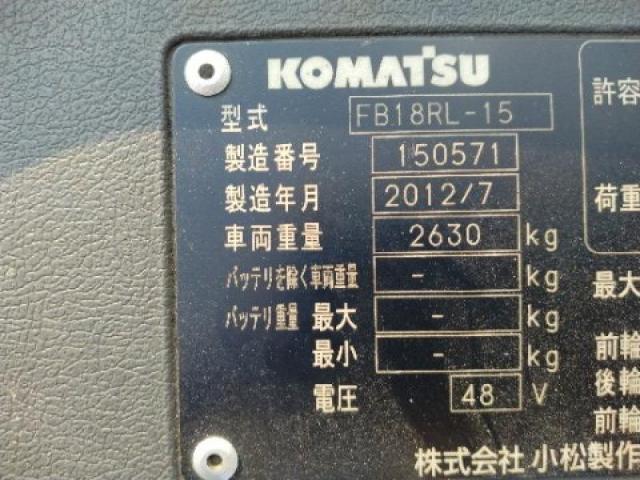 KOMATSU
型式 FB18RL-15
製造番号 150571
製造年月 2012/7
車両重量 2630 kg
バッテリを除く車両重量 - kg
バッテリ重量 最大 - kg
最小 - kg
電圧 48 V
株式会社 小松製作
許容
荷重
最大
前輪
後輪
前輪